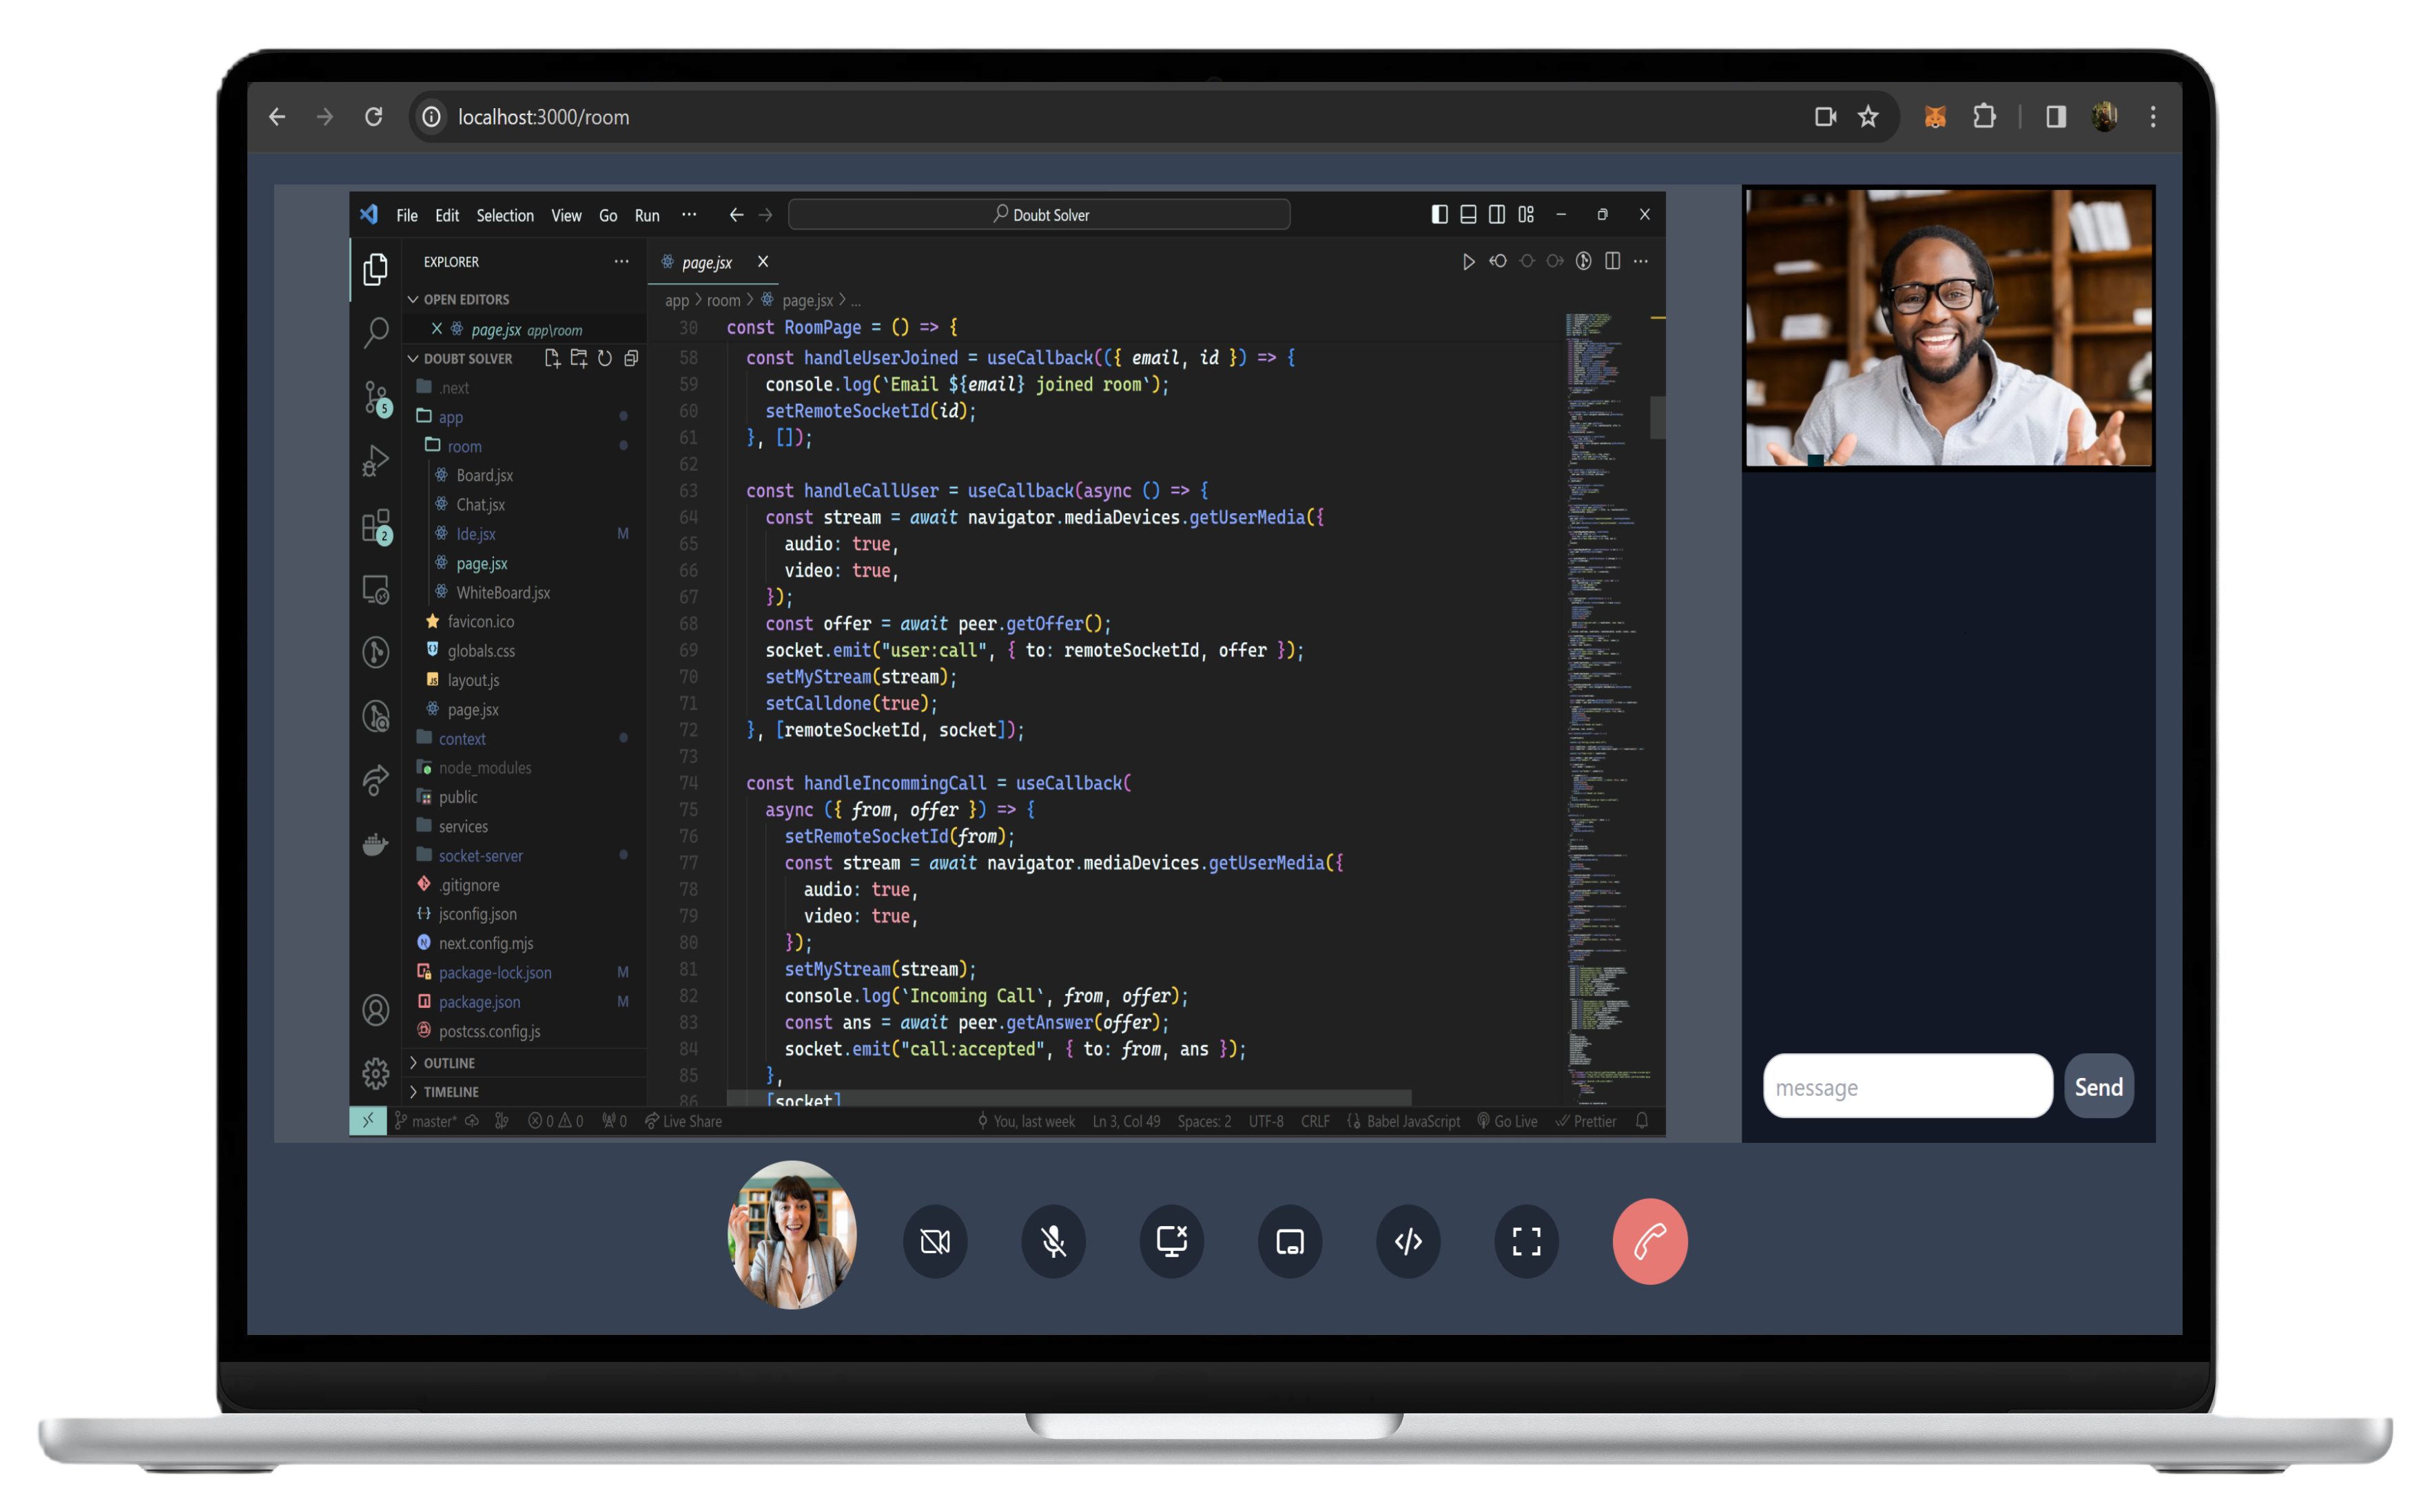 localhost:3000/room
File Edit Selection View Go Run ··· Doubt Solver
EXPLORER ···
OPEN EDITORS
page.jsx app\room
DOUBT SOLVER
.next
app
room
Board.jsx
Chat.jsx
Ide.jsx M
page.jsx
WhiteBoard.jsx
favicon.ico
globals.css
layout.js
page.jsx
context
node_modules
public
services
socket-server
.gitignore
jsconfig.json
next.config.mjs
package-lock.json M
package.json M
postcss.config.js
OUTLINE
TIMELINE
5
2
page.jsx
app > room > page.jsx > ...
30 const RoomPage = () => {
58 const handleUserJoined = useCallback(({ email, id }) => {
59 console.log(`Email ${email} joined room`);
60 setRemoteSocketId(id);
61 }, []);
62
63 const handleCallUser = useCallback(async () => {
64 const stream = await navigator.mediaDevices.getUserMedia({
65 audio: true,
66 video: true,
67 });
68 const offer = await peer.getOffer();
69 socket.emit("user:call", { to: remoteSocketId, offer });
70 setMyStream(stream);
71 setCalldone(true);
72 }, [remoteSocketId, socket]);
73
74 const handleIncommingCall = useCallback(
75 async ({ from, offer }) => {
76 setRemoteSocketId(from);
77 const stream = await navigator.mediaDevices.getUserMedia({
78 audio: true,
79 video: true,
80 });
81 setMyStream(stream);
82 console.log(`Incoming Call`, from, offer);
83 const ans = await peer.getAnswer(offer);
84 socket.emit("call:accepted", { to: from, ans });
85 },
86 [socket]
master* 0 0 0 Live Share You, last week Ln 3, Col 49 Spaces: 2 UTF-8 CRLF Babel JavaScript Go Live Prettier
message Send